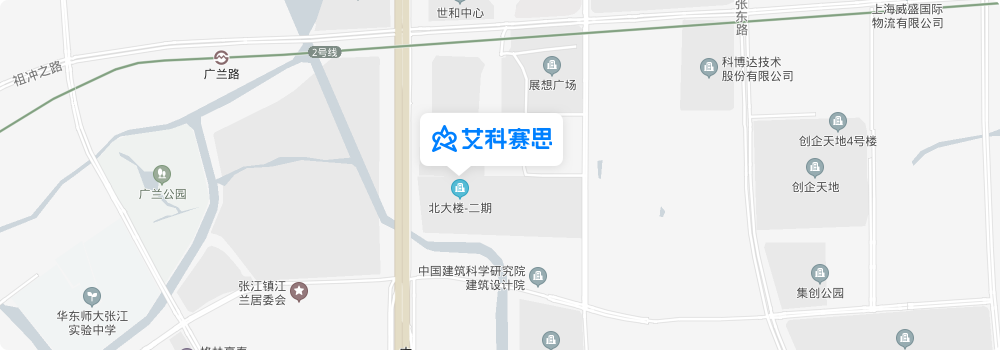 世和中心
张东路
上海威盛国际
物流有限公司
2号线
祖冲之路
广兰路
展想广场
科博达技术
股份有限公司
艾科赛思
创企天地4号楼
创企天地
广兰公园
北大楼-二期
中国建筑科学研究院
建筑设计院
张江镇江
兰居委会
集创公园
华东师大张江
实验中学